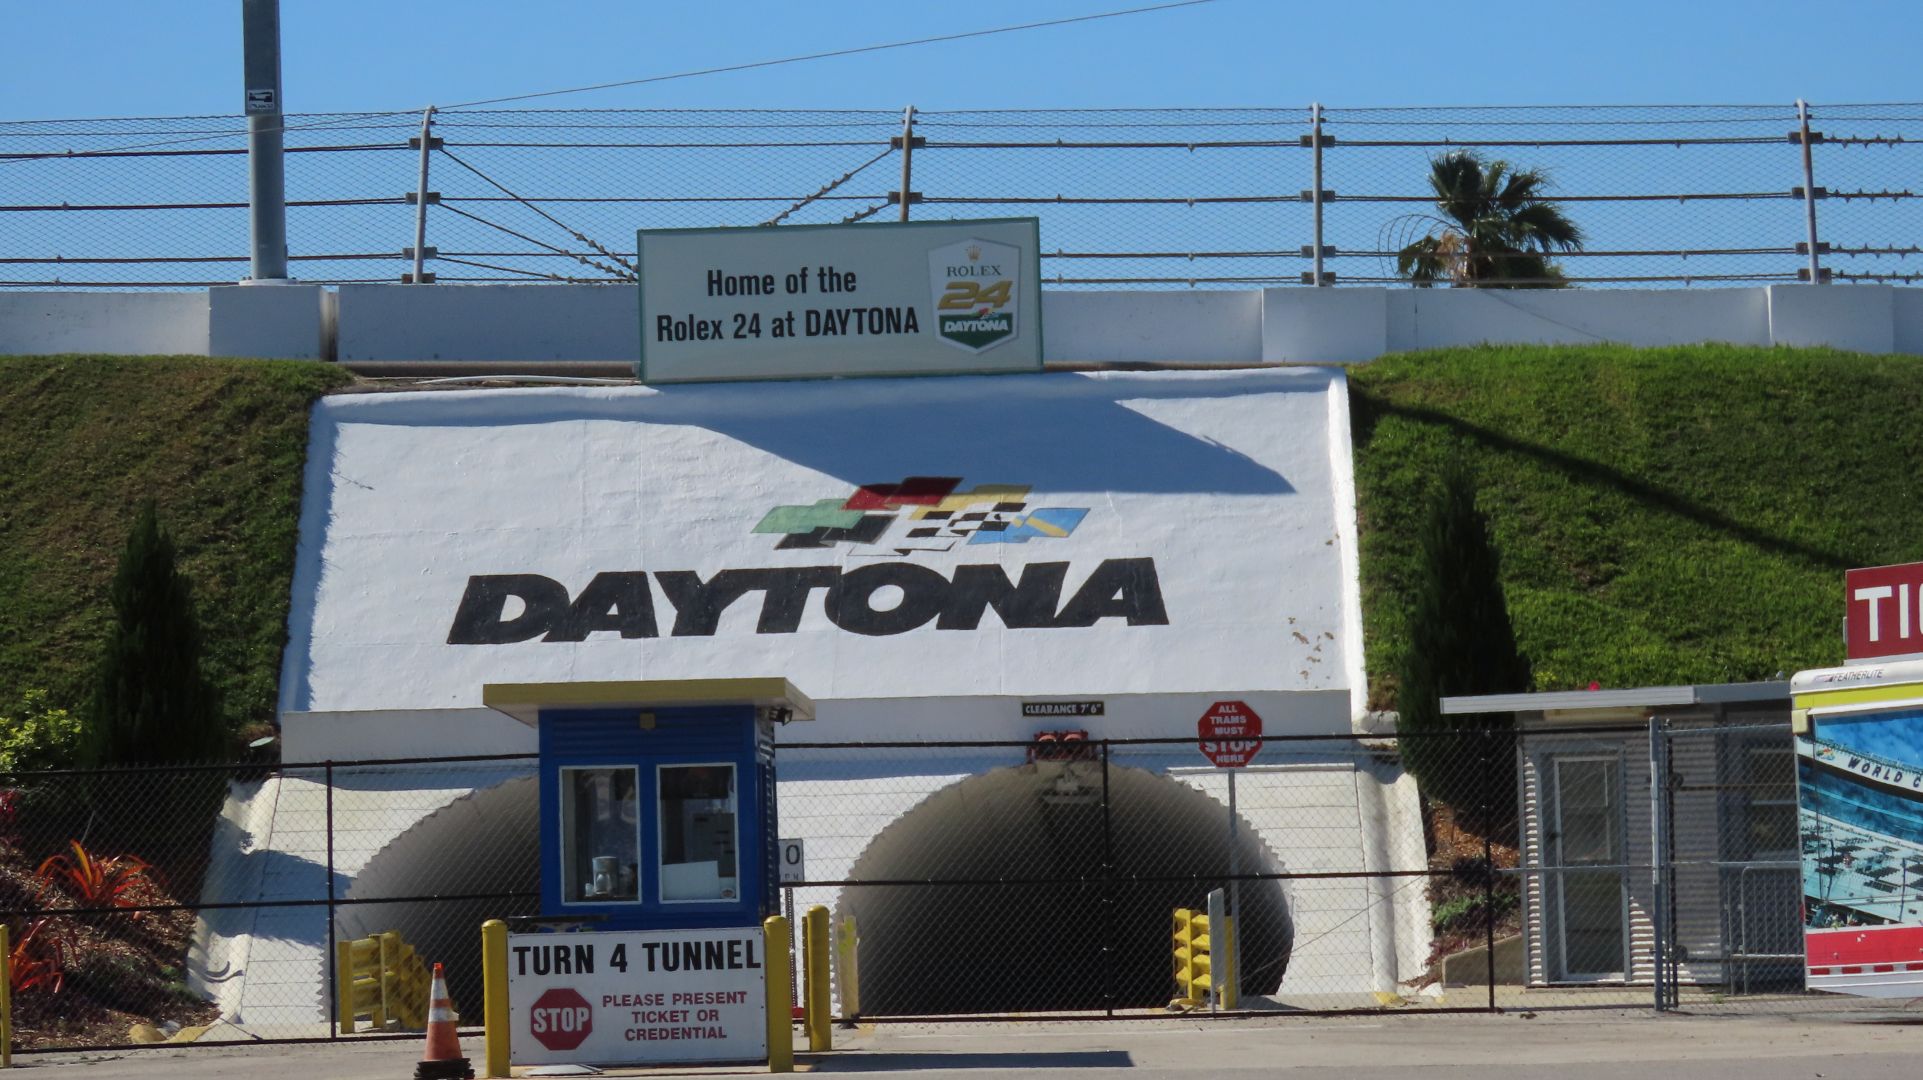 Home of the
Rolex 24 at DAYTONA
ROLEX
24
DAYTONA
DAYTONA
CLEARANCE 7'6"
ALL
TRAMS
MUST
STOP
HERE
TI
FEATHERLITE
WORLD C
TURN 4 TUNNEL
STOP
PLEASE PRESENT
TICKET OR
CREDENTIAL